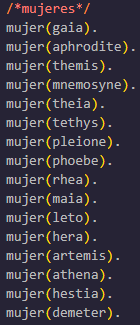 /*mujeres*/
mujer(gaia).
mujer(aphrodite).
mujer(themis).
mujer(mnemosyne).
mujer(theia).
mujer(tethys).
mujer(pleione).
mujer(phoebe).
mujer(rhea).
mujer(maia).
mujer(leto).
mujer(hera).
mujer(artemis).
mujer(athena).
mujer(hestia).
mujer(demeter).